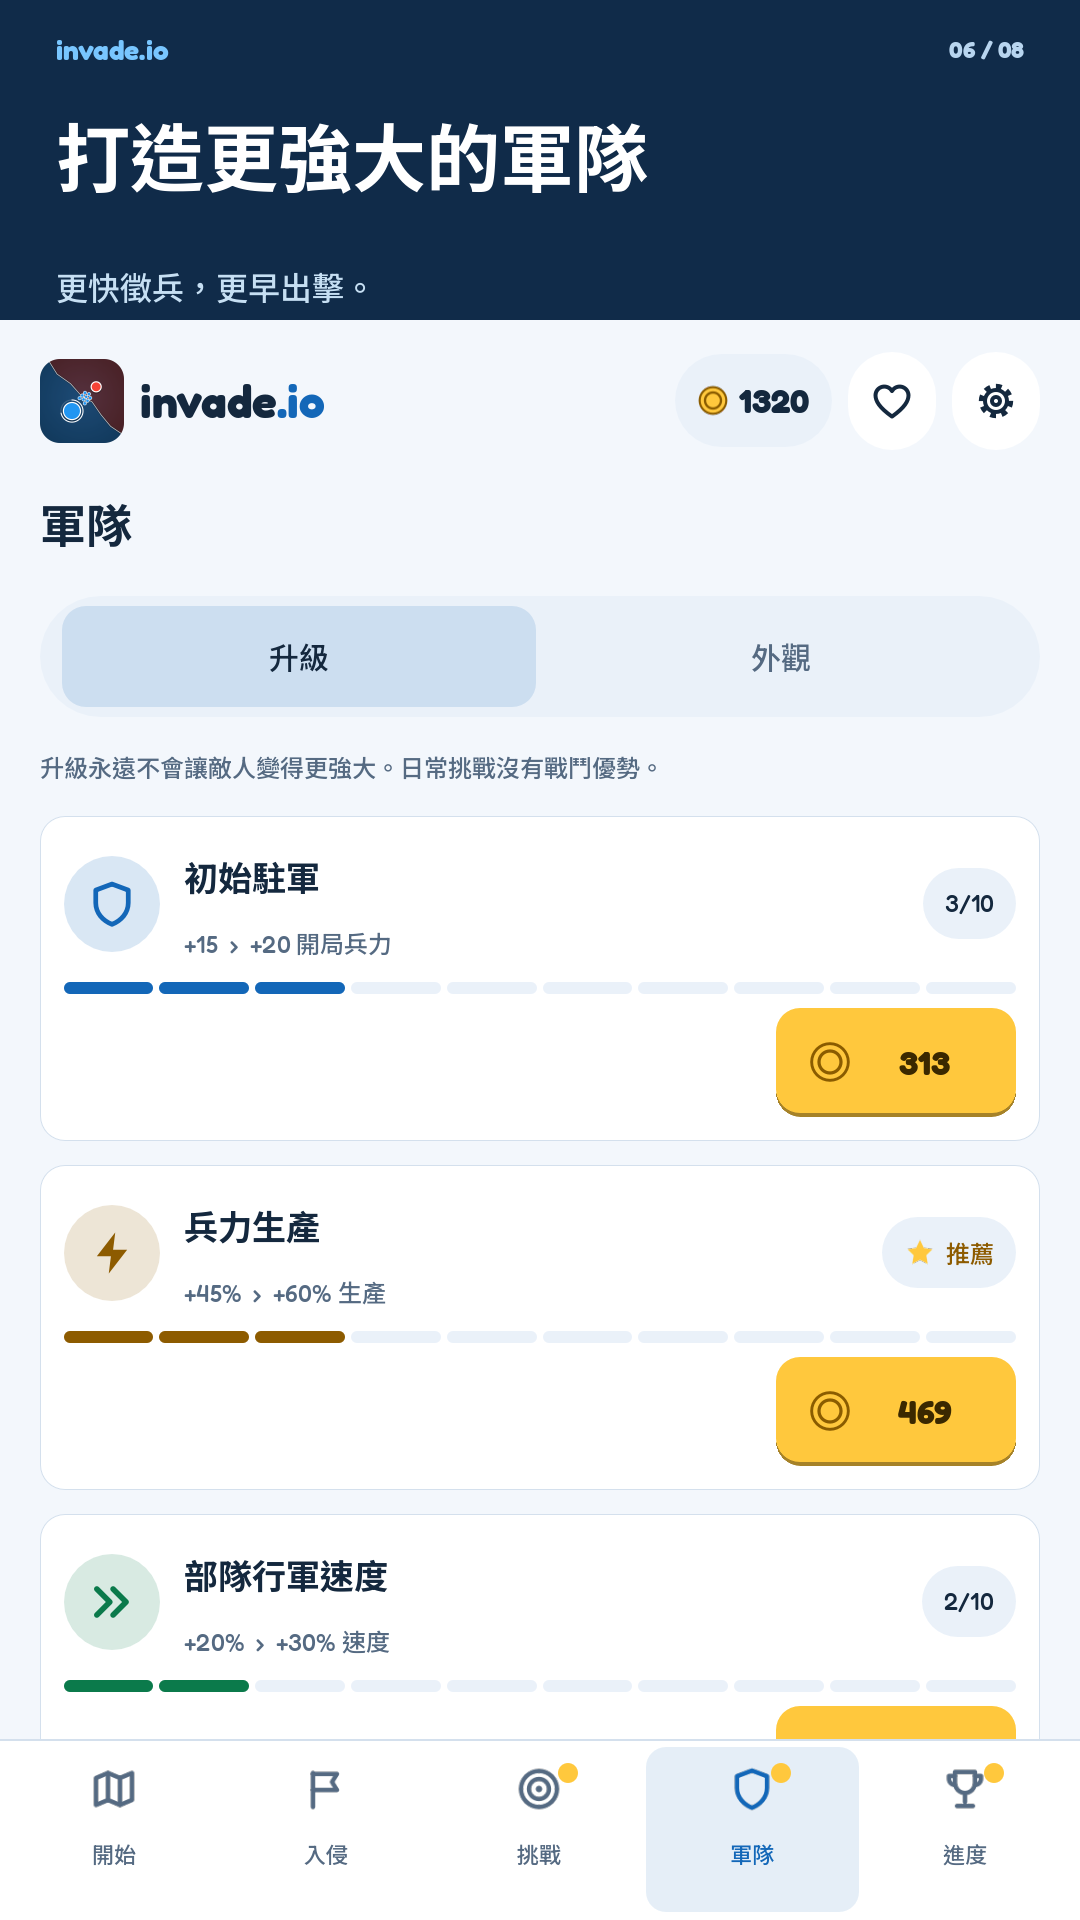 invade.io
06 / 08
打造更強大的軍隊
更快徵兵，更早出擊。
invade.io
1320
軍隊
升級
外觀
升級永遠不會讓敵人變得更強大。日常挑戰沒有戰鬥優勢。
初始駐軍
+15 › +20 開局兵力
3/10
313
兵力生產
+45% › +60% 生產
推薦
469
部隊行軍速度
+20% › +30% 速度
2/10
開始
入侵
挑戰
軍隊
進度